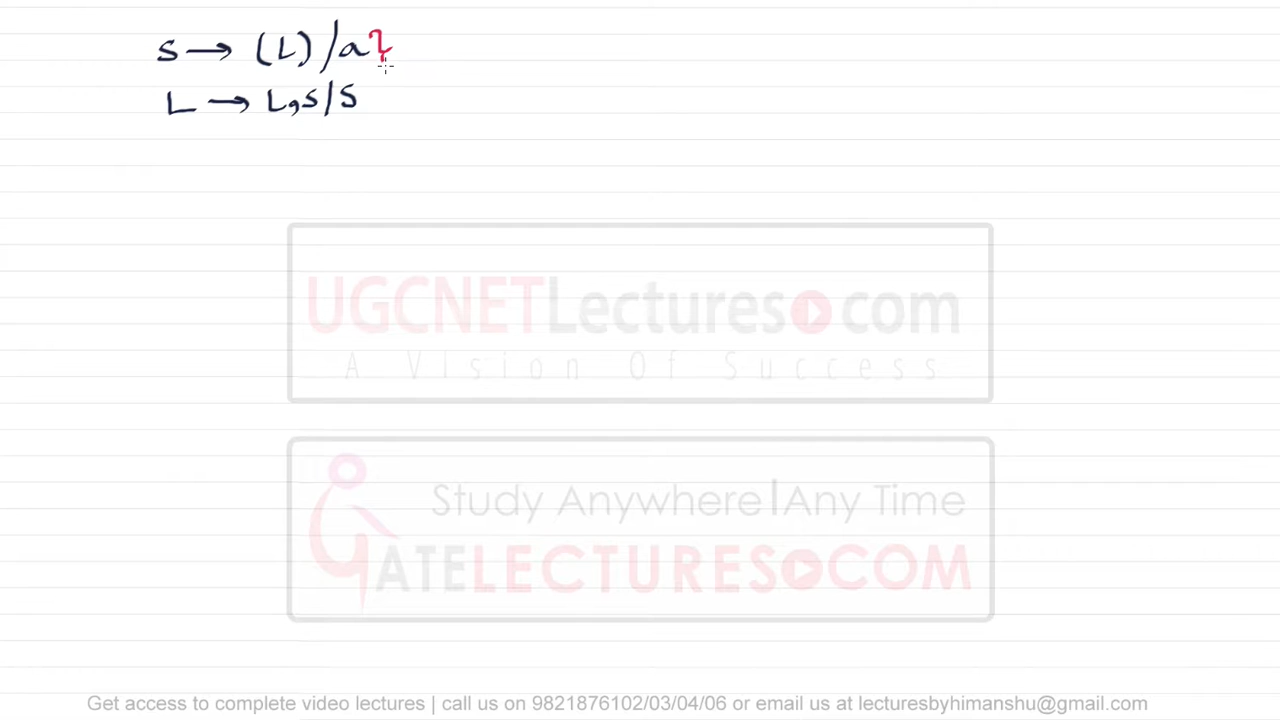 S → (L) / a }
L → L,S / S
UGCNETLectures.com
A Vision Of Success
Study Anywhere|Any Time
GATELECTURES.COM
Get access to complete video lectures | call us on 9821876102/03/04/06 or email us at lecturesbyhimanshu@gmail.com